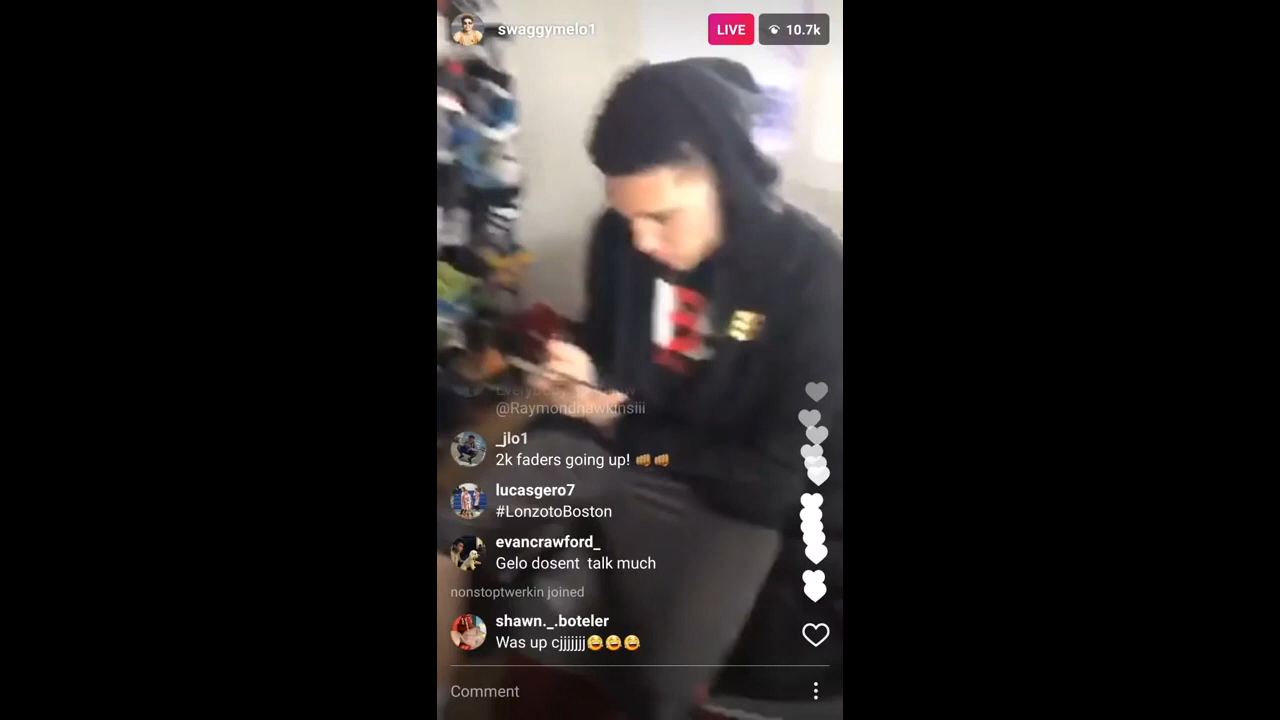 swaggymelo1
LIVE
10.7k
@Raymondhawkinsiii
_jlo1
2k faders going up! 👊🏽👊🏽
lucasgero7
#LonzotoBoston
evancrawford_
Gelo dosent talk much
nonstoptwerkin joined
shawn._.boteler
Was up cjjjjjjj😂😂😂
Comment